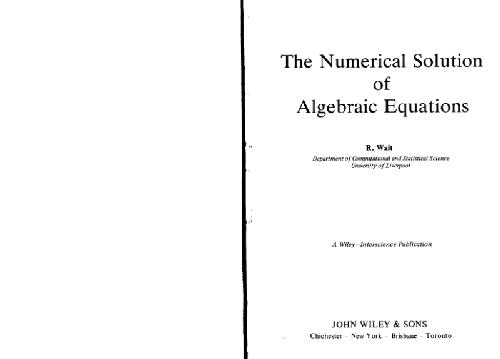 The Numerical Solution
of
Algebraic Equations
R. Wait
Department of Computational and Statistical Science
University of Liverpool
A Wiley—Interscience Publication
JOHN WILEY & SONS
Chichester · New York · Brisbane · Toronto